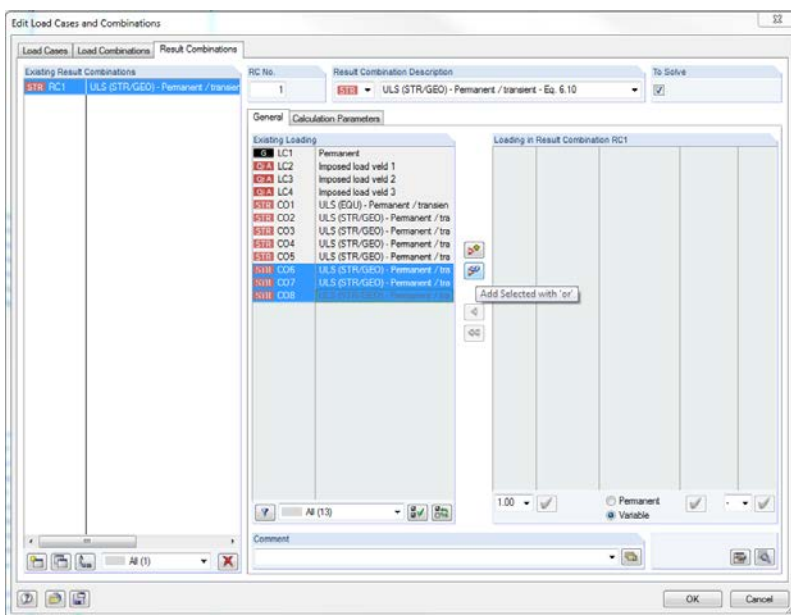 Edit Load Cases and Combinations
Load Cases Load Combinations Result Combinations
Existing Result Combinations
STR RC1 ULS (STR/GEO) - Permanent / transien
RC No.
1
Result Combination Description
STR ULS (STR/GEO) - Permanent / transient - Eq. 6.10
To Solve
General Calculation Parameters
Existing Loading
G LC1 Permanent
Qi A LC2 Imposed load veld 1
Qi A LC3 Imposed load veld 2
Qi A LC4 Imposed load veld 3
STR CO1 ULS (EQU) - Permanent / transien
STR CO2 ULS (STR/GEO) - Permanent / tra
STR CO3 ULS (STR/GEO) - Permanent / tra
STR CO4 ULS (STR/GEO) - Permanent / tra
STR CO5 ULS (STR/GEO) - Permanent / tra
STR CO6 ULS (STR/GEO) - Permanent / tra
STR CO7 ULS (STR/GEO) - Permanent / tra
STR CO8 ULS (STR/GEO) - Permanent / tra
Loading in Result Combination RC1
Add Selected with 'or'
All (13)
1.00
Permanent
Variable
-
Comment
All (1)
OK Cancel